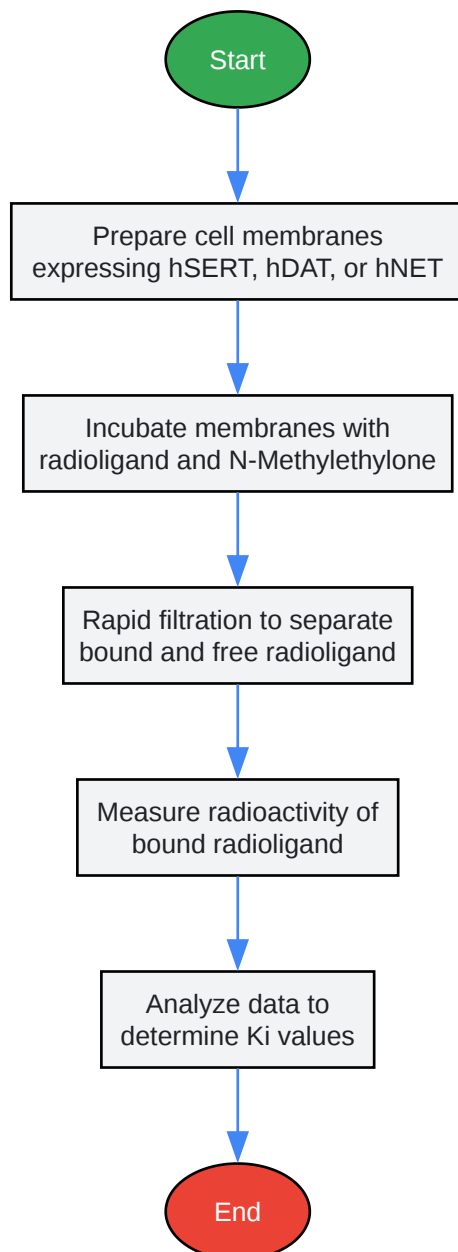 Start
Prepare cell membranes
expressing hSERT, hDAT, or hNET
Incubate membranes with
radioligand and N-Methylethylone
Rapid filtration to separate
bound and free radioligand
Measure radioactivity of
bound radioligand
Analyze data to
determine Ki values
End